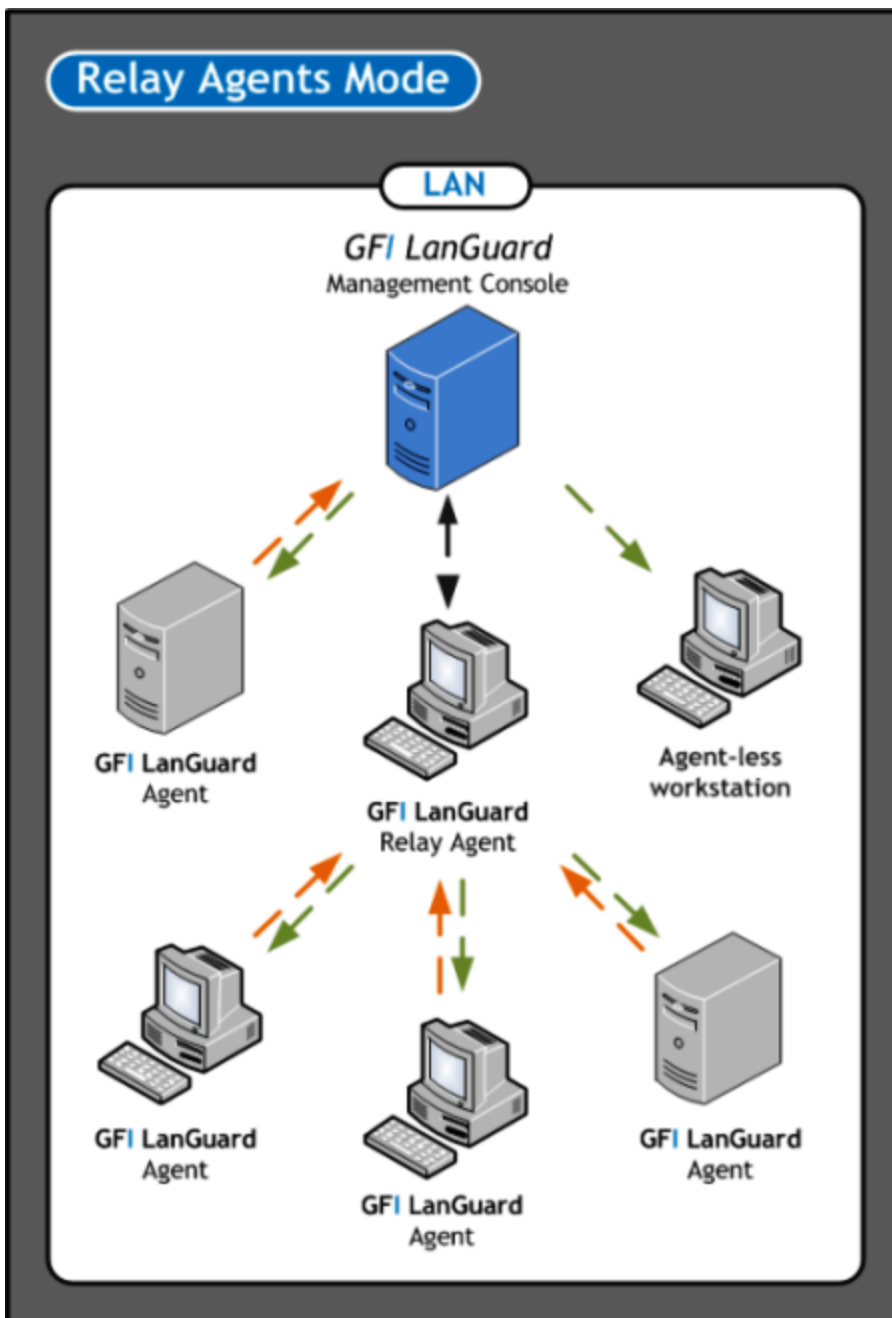 Relay Agents Mode
LAN
GFI LanGuard
Management Console
GFI LanGuard
Agent
GFI LanGuard
Relay Agent
Agent-less
workstation
GFI LanGuard
Agent
GFI LanGuard
Agent
GFI LanGuard
Agent